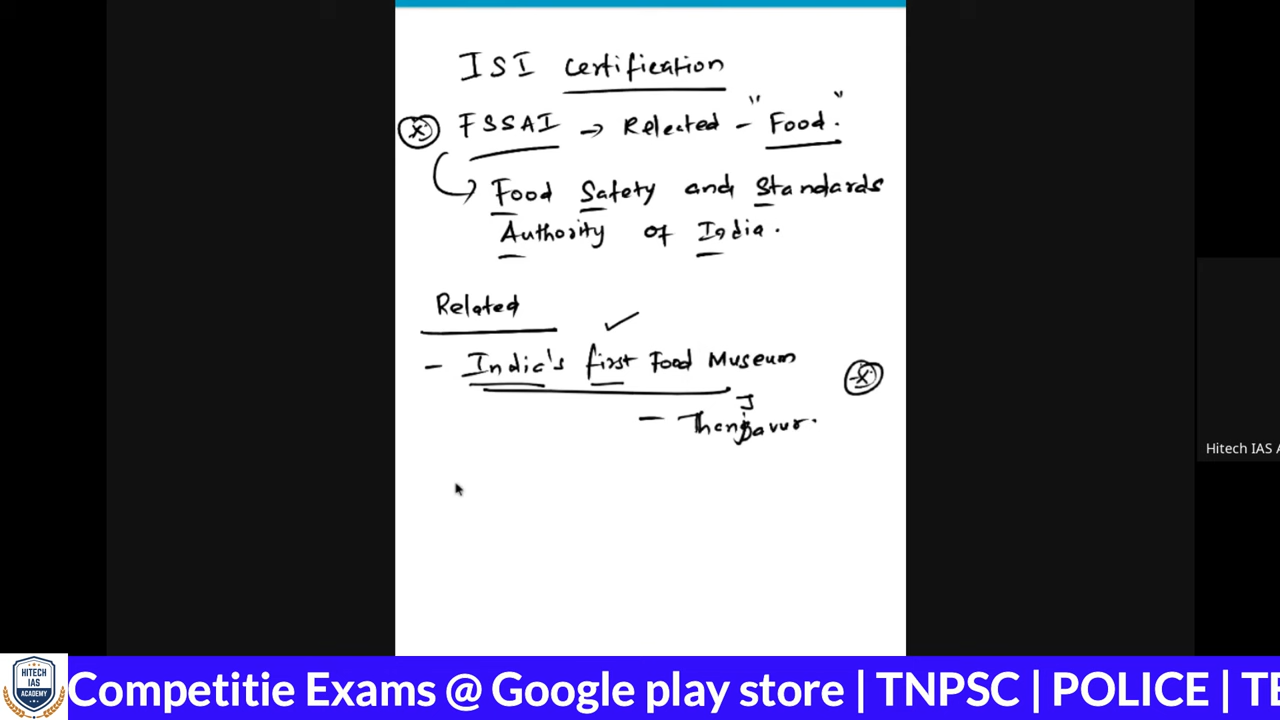 ISI certification
FSSAI → Relected - "Food."
Food Safety and Standards
Authority of India.
Related
- India's first Food Museum
- Thanjavur.
Hitech IAS A
HITECH
IAS
ACADEMY
Competitie Exams @ Google play store | TNPSC | POLICE | TE